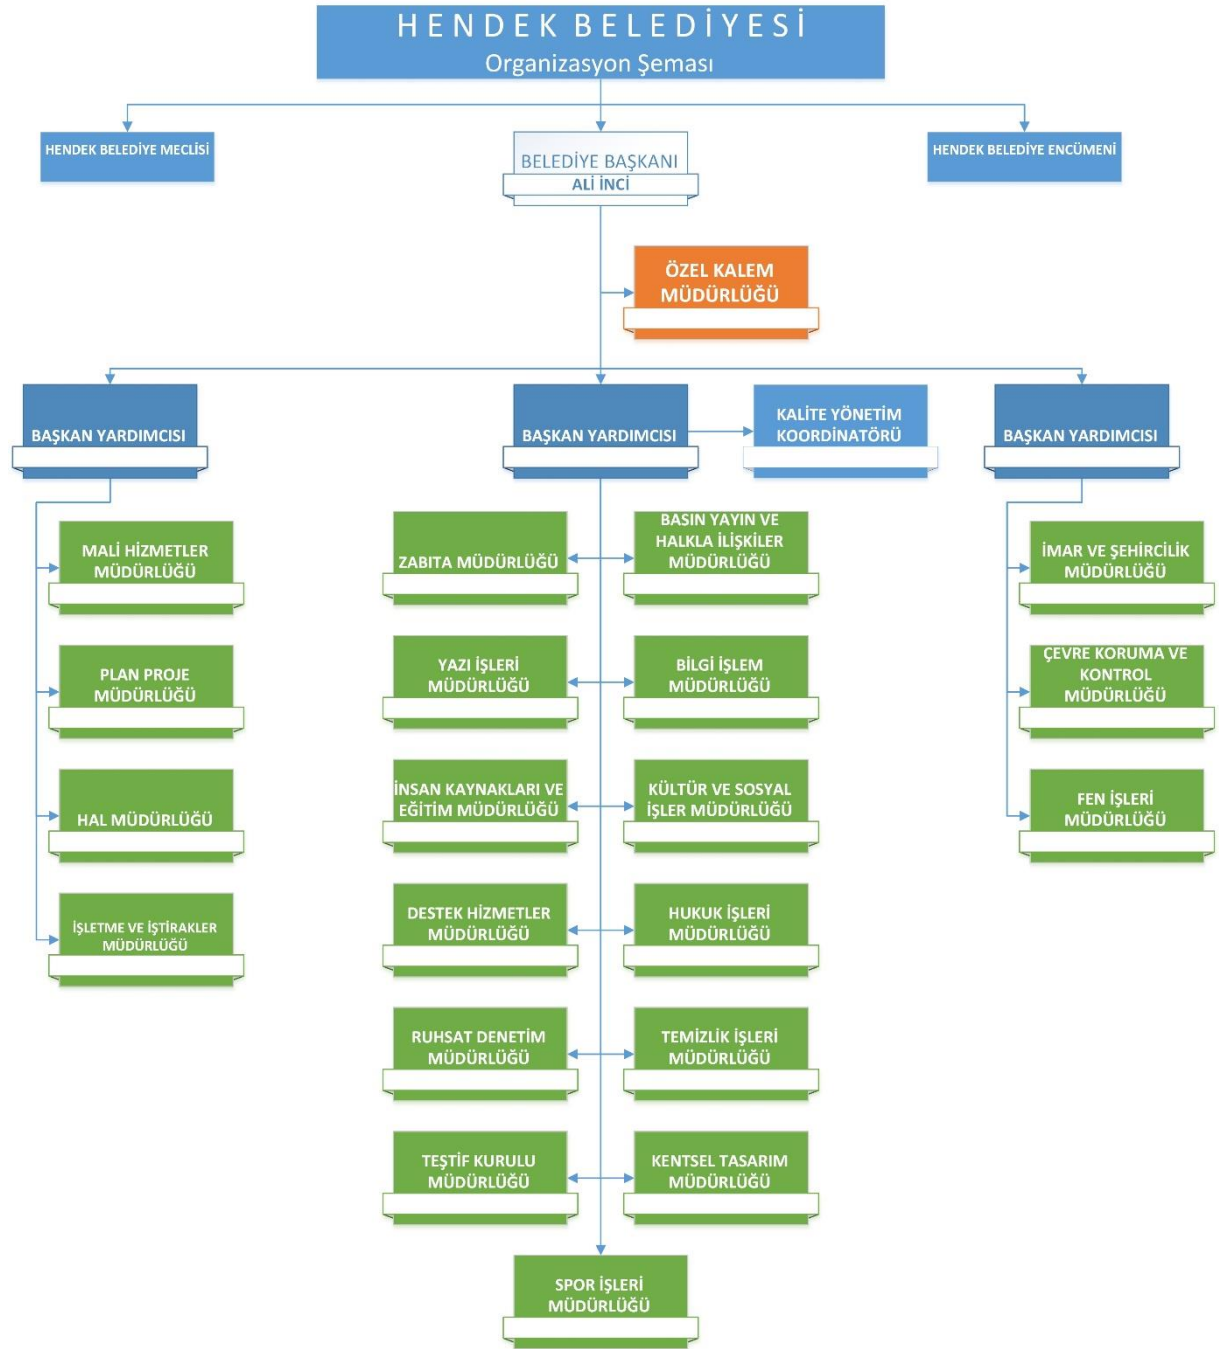 HENDEK BELEDİYESİ
Organizasyon Şeması
HENDEK BELEDİYE MECLİSİ
BELEDİYE BAŞKANI
ALİ İNCİ
HENDEK BELEDİYE ENCÜMENİ
ÖZEL KALEM
MÜDÜRLÜĞÜ
BAŞKAN YARDIMCISI
BAŞKAN YARDIMCISI
KALİTE YÖNETİM
KOORDİNATÖRÜ
BAŞKAN YARDIMCISI
MALİ HİZMETLER
MÜDÜRLÜĞÜ
PLAN PROJE
MÜDÜRLÜĞÜ
HAL MÜDÜRLÜĞÜ
İŞLETME VE İŞTİRAKLER
MÜDÜRLÜĞÜ
ZABITA MÜDÜRLÜĞÜ
BASIN YAYIN VE
HALKLA İLİŞKİLER
MÜDÜRLÜĞÜ
YAZI İŞLERİ
MÜDÜRLÜĞÜ
BİLGİ İŞLEM
MÜDÜRLÜĞÜ
İNSAN KAYNAKLARI VE
EĞİTİM MÜDÜRLÜĞÜ
KÜLTÜR VE SOSYAL
İŞLER MÜDÜRLÜĞÜ
DESTEK HİZMETLER
MÜDÜRLÜĞÜ
HUKUK İŞLERİ
MÜDÜRLÜĞÜ
RUHSAT DENETİM
MÜDÜRLÜĞÜ
TEMİZLİK İŞLERİ
MÜDÜRLÜĞÜ
TEŞTİF KURULU
MÜDÜRLÜĞÜ
KENTSEL TASARIM
MÜDÜRLÜĞÜ
SPOR İŞLERİ
MÜDÜRLÜĞÜ
İMAR VE ŞEHİRCİLİK
MÜDÜRLÜĞÜ
ÇEVRE KORUMA VE
KONTROL
MÜDÜRLÜĞÜ
FEN İŞLERİ
MÜDÜRLÜĞÜ